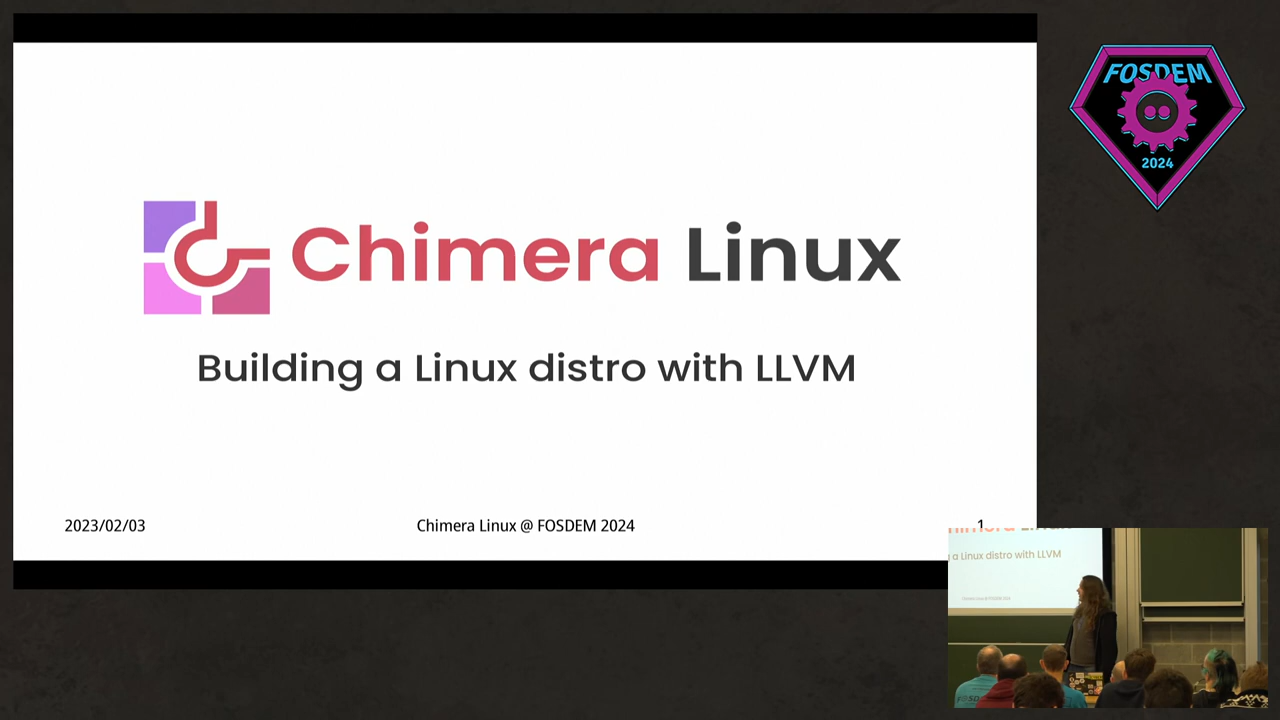 Chimera Linux
Building a Linux distro with LLVM
2023/02/03
Chimera Linux @ FOSDEM 2024
1
FOSDEM
2024
a Linux distro with LLVM